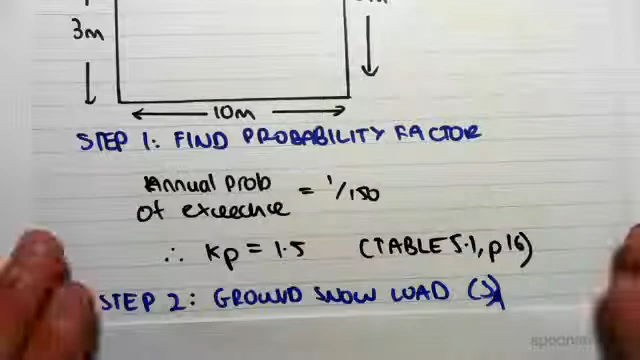 3m
10m
STEP 1: FIND PROBABILITY FACTOR
Annual prob
of exceence = 1/150
∴ kp = 1.5 (TABLE 5.1, p16)
STEP 2: GROUND SNOW LOAD (s)